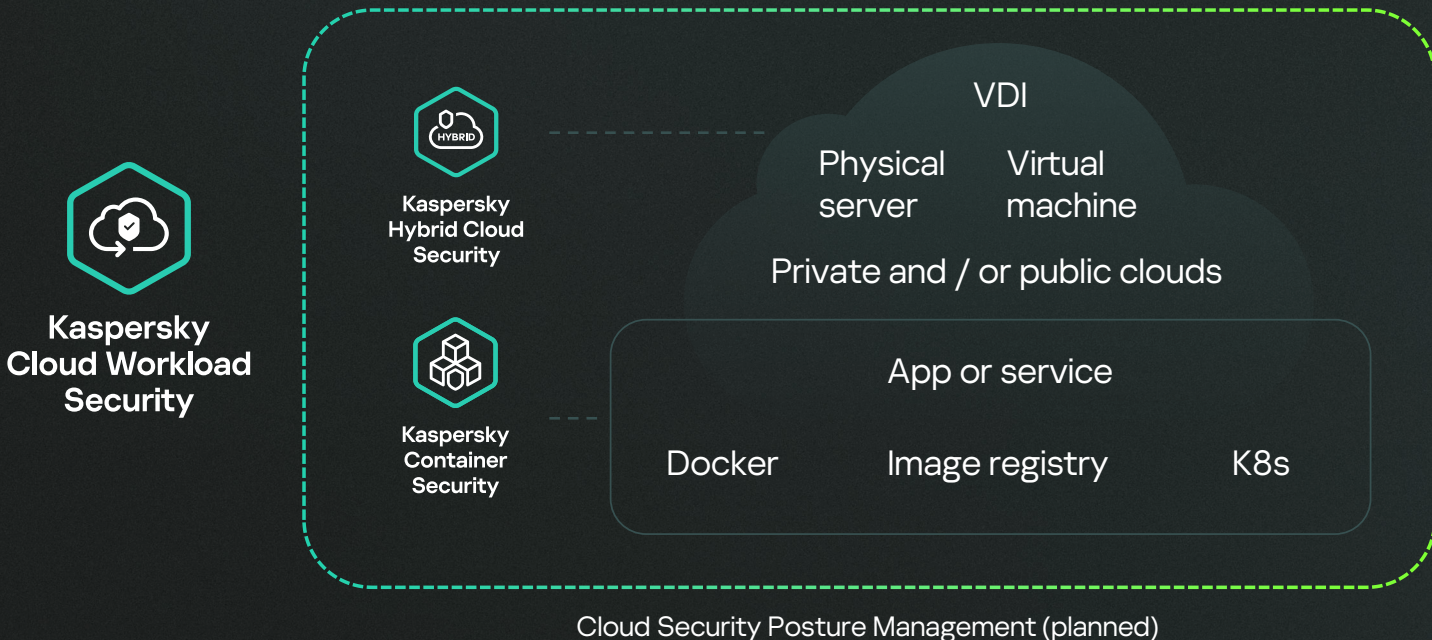 Kaspersky
Cloud Workload
Security
HYBRID
Kaspersky
Hybrid Cloud
Security
VDI
Physical
server
Virtual
machine
Private and / or public clouds
Kaspersky
Container
Security
App or service
Docker
Image registry
K8s
Cloud Security Posture Management (planned)